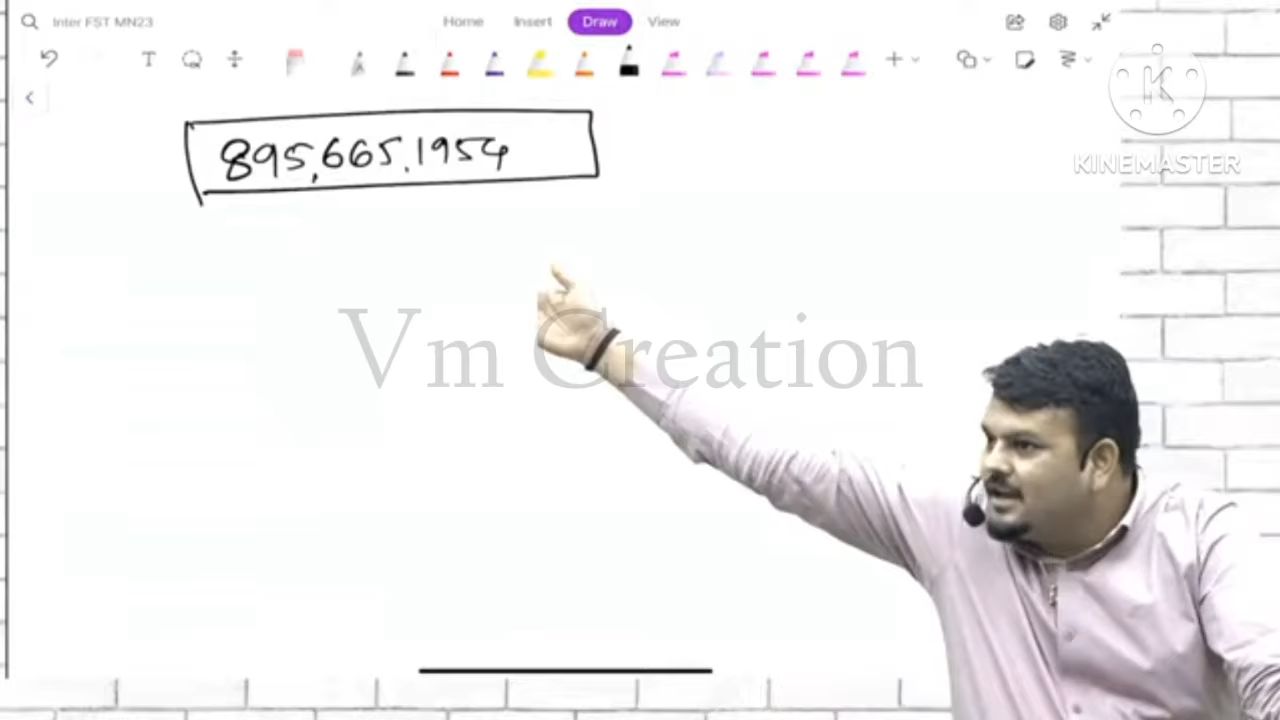 Inter FST MN23
Home Insert Draw View
T
895,665,1954
K
KINEMASTER
Vm Creation